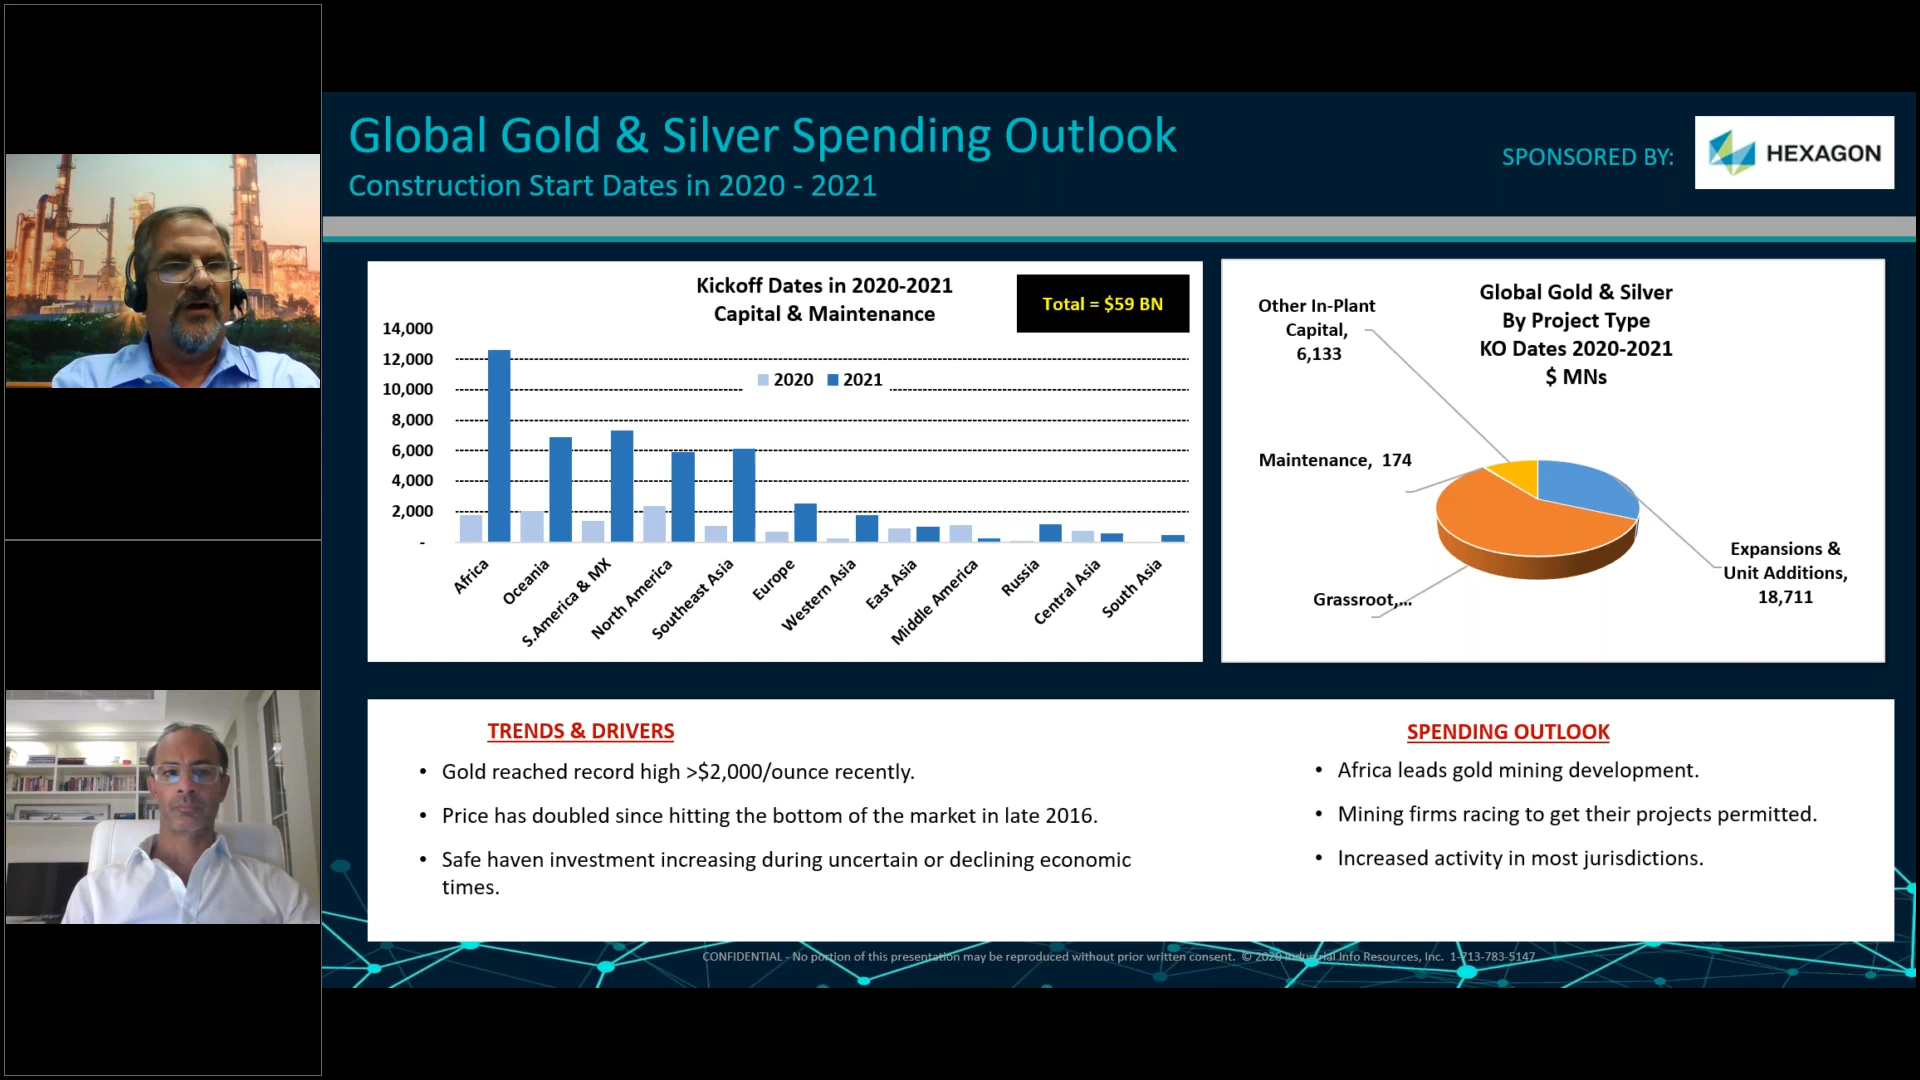 Global Gold & Silver Spending Outlook
Construction Start Dates in 2020 - 2021
SPONSORED BY:
HEXAGON
Kickoff Dates in 2020-2021
Capital & Maintenance
Total = $59 BN
14,000
12,000
10,000
8,000
6,000
4,000
2,000
-
2020 2021
Africa
Oceania
S.America & MX
North America
Southeast Asia
Europe
Western Asia
East Asia
Middle America
Russia
Central Asia
South Asia
Global Gold & Silver
By Project Type
KO Dates 2020-2021
$ MNs
Other In-Plant
Capital,
6,133
Maintenance, 174
Grassroot,...
Expansions &
Unit Additions,
18,711
TRENDS & DRIVERS
• Gold reached record high >$2,000/ounce recently.
• Price has doubled since hitting the bottom of the market in late 2016.
• Safe haven investment increasing during uncertain or declining economic
times.
SPENDING OUTLOOK
• Africa leads gold mining development.
• Mining firms racing to get their projects permitted.
• Increased activity in most jurisdictions.
CONFIDENTIAL - No portion of this presentation may be reproduced without prior written consent. © 2020 Industrial Info Resources, Inc. 1-713-783-5147